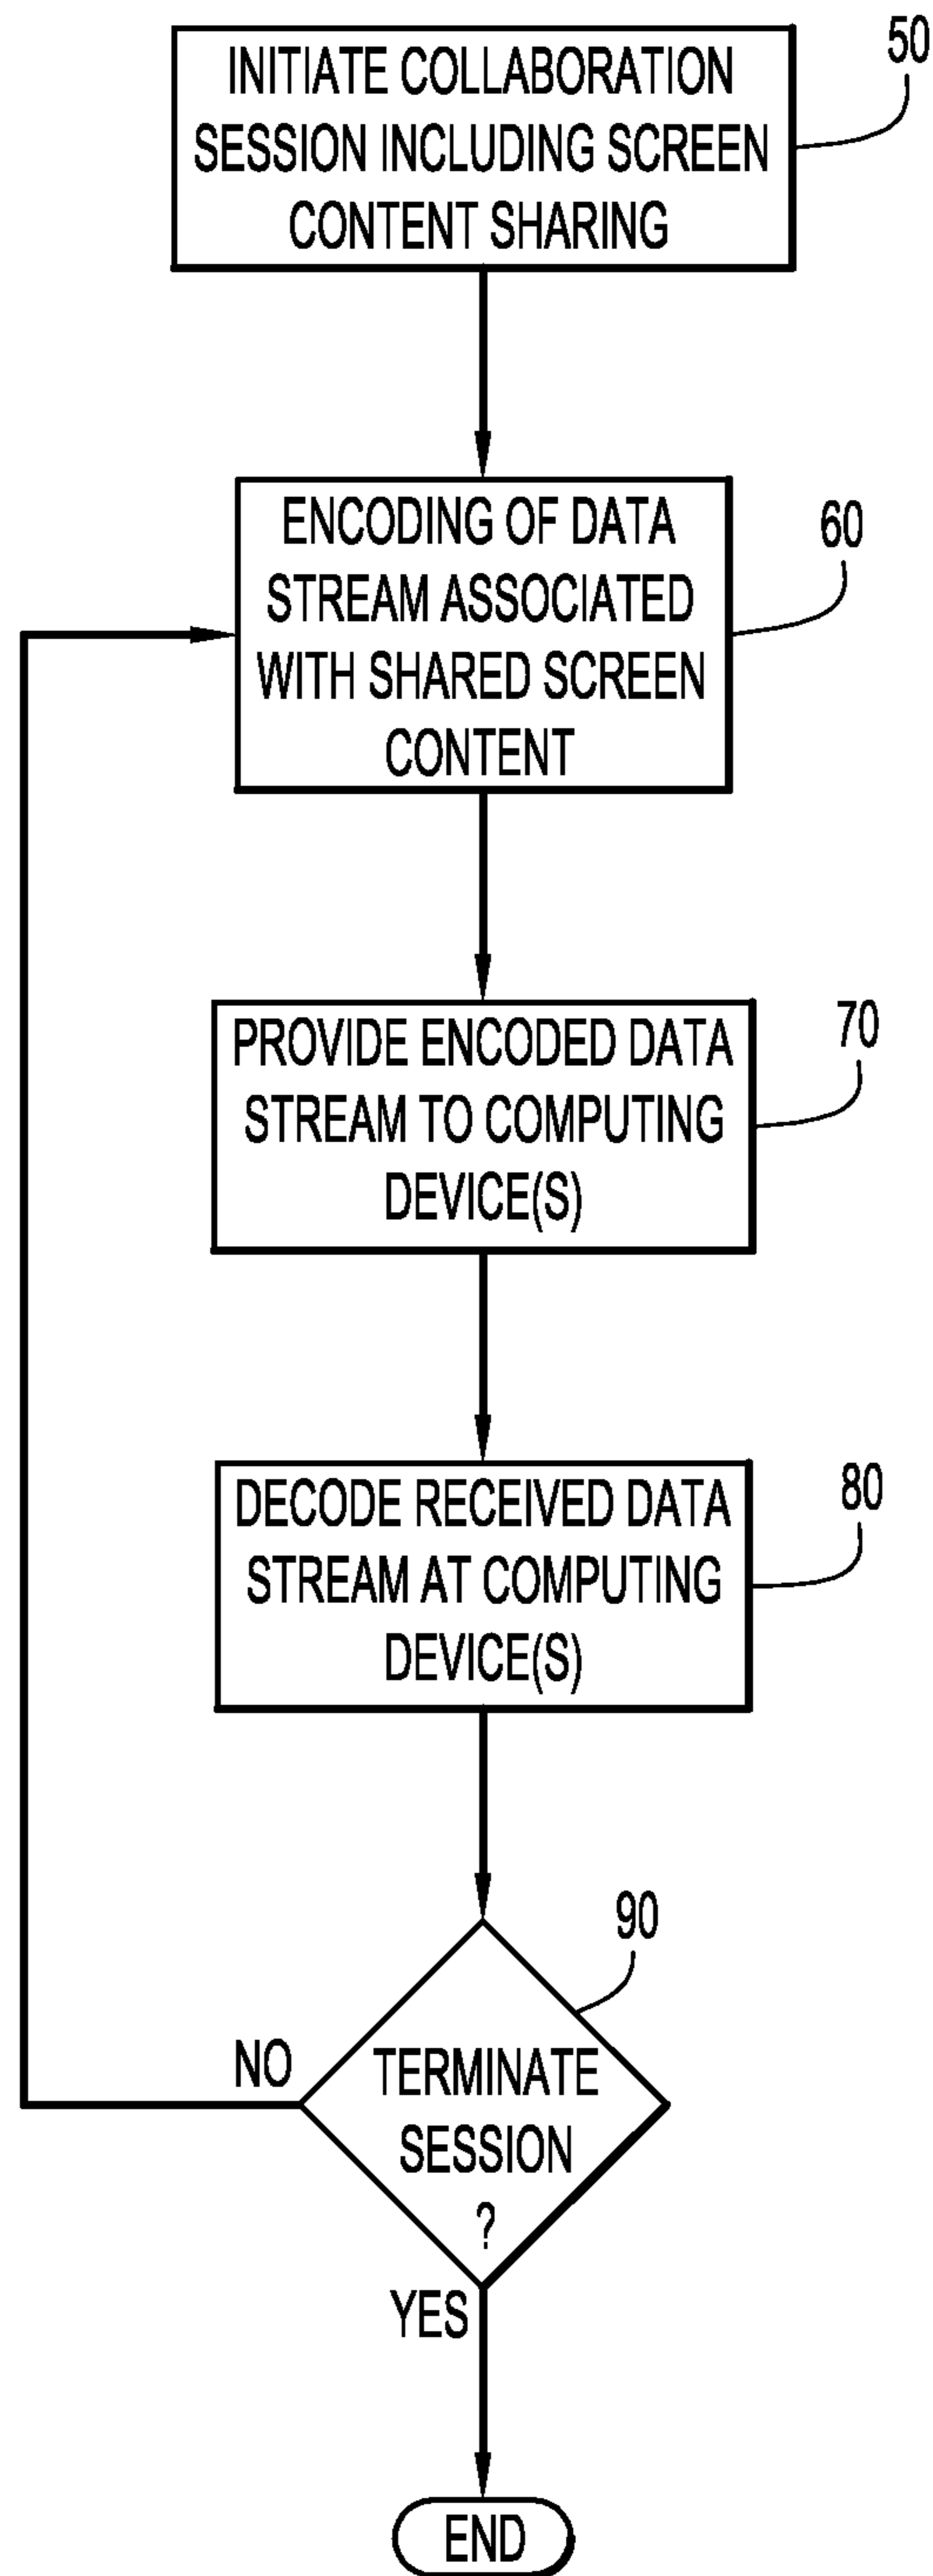 50
INITIATE COLLABORATION
SESSION INCLUDING SCREEN
CONTENT SHARING
60
ENCODING OF DATA
STREAM ASSOCIATED
WITH SHARED SCREEN
CONTENT
70
PROVIDE ENCODED DATA
STREAM TO COMPUTING
DEVICE(S)
80
DECODE RECEIVED DATA
STREAM AT COMPUTING
DEVICE(S)
90
NO
TERMINATE
SESSION
?
YES
END